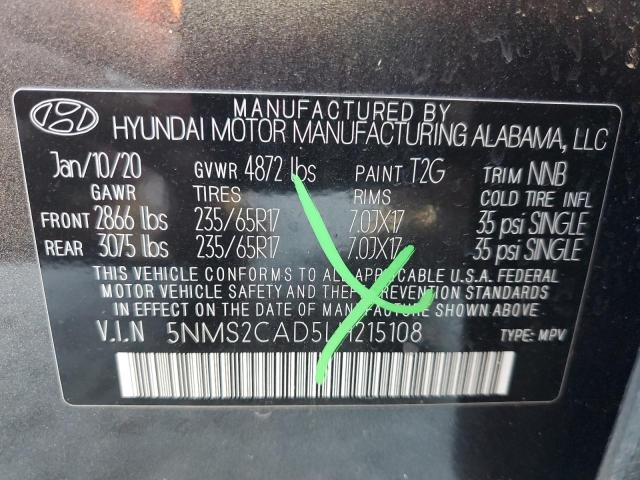 MANUFACTURED BY
HYUNDAI MOTOR MANUFACTURING ALABAMA, LLC
Jan/10/20 GVWR 4872 lbs PAINT T2G TRIM NNB
GAWR TIRES RIMS COLD TIRE INFL
FRONT 2866 lbs 235/65R17 7.0JX17 35 psi SINGLE
REAR 3075 lbs 235/65R17 7.0JX17 35 psi SINGLE
THIS VEHICLE CONFORMS TO ALL APPLICABLE U.S.A. FEDERAL
MOTOR VEHICLE SAFETY AND THEFT PREVENTION STANDARDS
IN EFFECT ON THE DATE OF MANUFACTURE SHOWN ABOVE.
V.I.N 5NMS2CAD5LH215108 TYPE: MPV